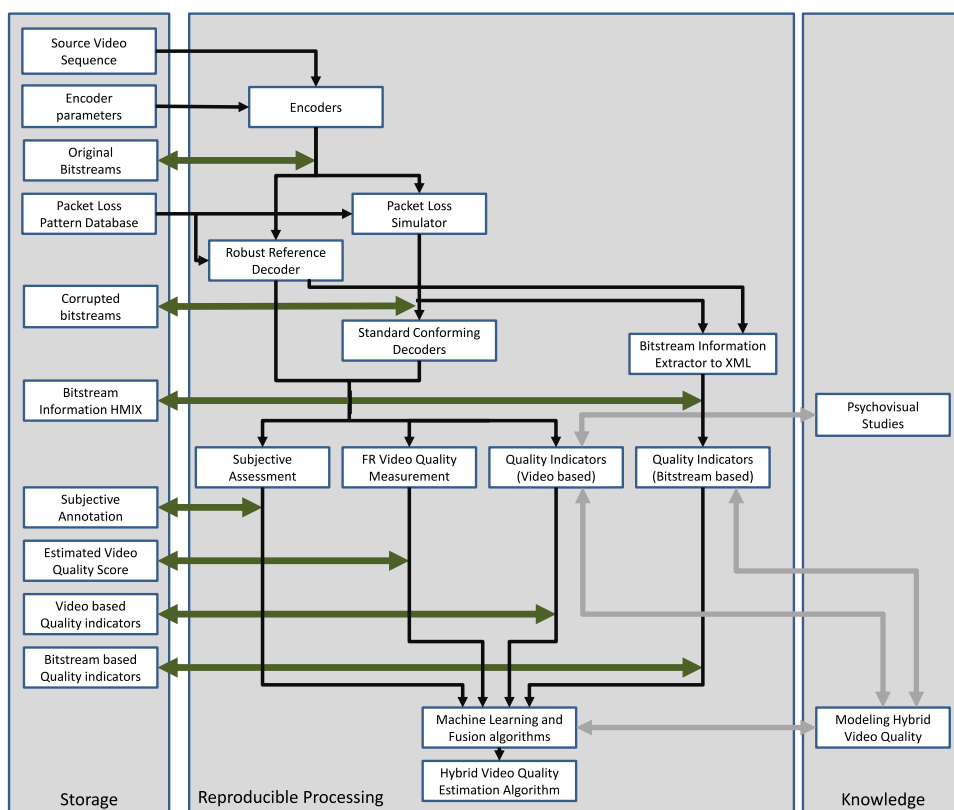 Source Video
Sequence
Encoder
parameters
Encoders
Original
Bitstreams
Packet Loss
Pattern Database
Packet Loss
Simulator
Robust Reference
Decoder
Corrupted
bitstreams
Standard Conforming
Decoders
Bitstream Information
Extractor to XML
Bitstream
Information HMIX
Psychovisual
Studies
Subjective
Assessment
FR Video Quality
Measurement
Quality Indicators
(Video based)
Quality Indicators
(Bitstream based)
Subjective
Annotation
Estimated Video
Quality Score
Video based
Quality indicators
Bitstream based
Quality indicators
Machine Learning and
Fusion algorithms
Modeling Hybrid
Video Quality
Hybrid Video Quality
Estimation Algorithm
Storage
Reproducible Processing
Knowledge